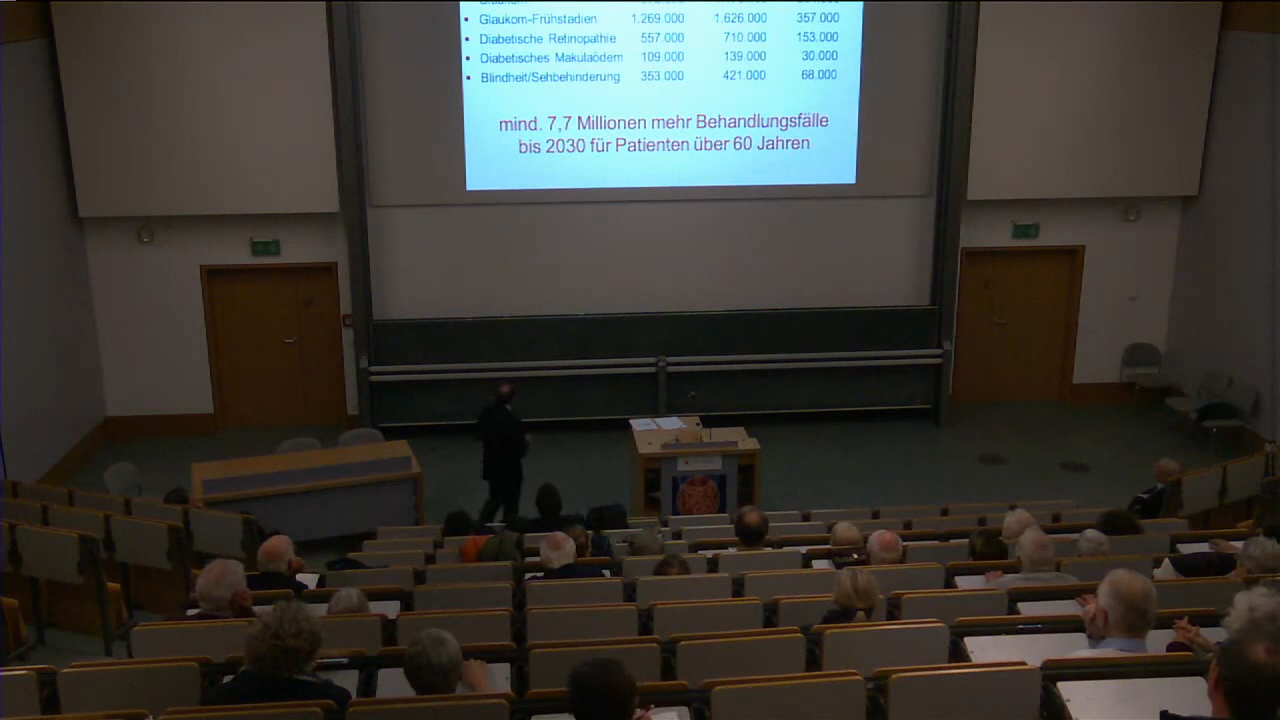 • Glaukom-Frühstadien 1.269.000 1.626.000 357.000
• Diabetische Retinopathie 557.000 710.000 153.000
• Diabetisches Makulaödem 109.000 139.000 30.000
• Blindheit/Sehbehinderung 353.000 421.000 68.000
mind. 7,7 Millionen mehr Behandlungsfälle
bis 2030 für Patienten über 60 Jahren